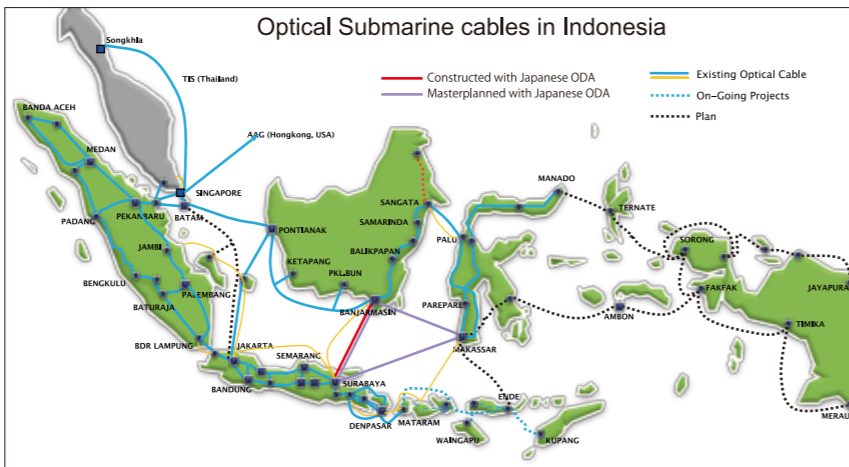 Optical Submarine cables in Indonesia
Songkhla
TIS (Thailand)
Constructed with Japanese ODA
Masterplanned with Japanese ODA
Existing Optical Cable
On-Going Projects
Plan
BANDA ACEH
AAG (Hongkong, USA)
MEDAN
SINGAPORE
MANADO
SANGATA
TERNATE
PADANG
PEKANBARU
BATAM
PONTIANAK
SAMARINDA
PALU
SORONG
JAMBI
KETAPANG
BALIKPAPAN
BENGKULU
PALEMBANG
PKL.BUN
JAYAPURA
FAKFAK
BATURAJA
PAREPARE
BANJARMASIN
AMBON
TIMIKA
BDR LAMPUNG
JAKARTA
MAKASSAR
SEMARANG
BANDUNG
SURABAYA
ENDE
MERAU
DENPASAR
MATARAM
WAINGAPU
KUPANG